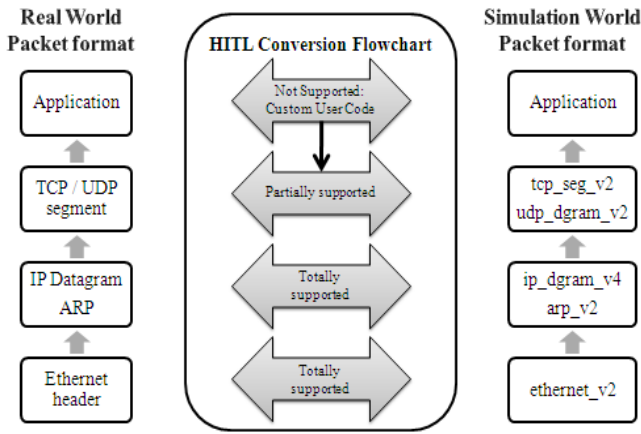 Real World
Packet format
Application
TCP / UDP
segment
IP Datagram
ARP
Ethernet
header
HITL Conversion Flowchart
Not Supported:
Custom User Code
Partially supported
Totally
supported
Totally
supported
Simulation World
Packet format
Application
tcp_seg_v2
udp_dgram_v2
ip_dgram_v4
arp_v2
ethernet_v2